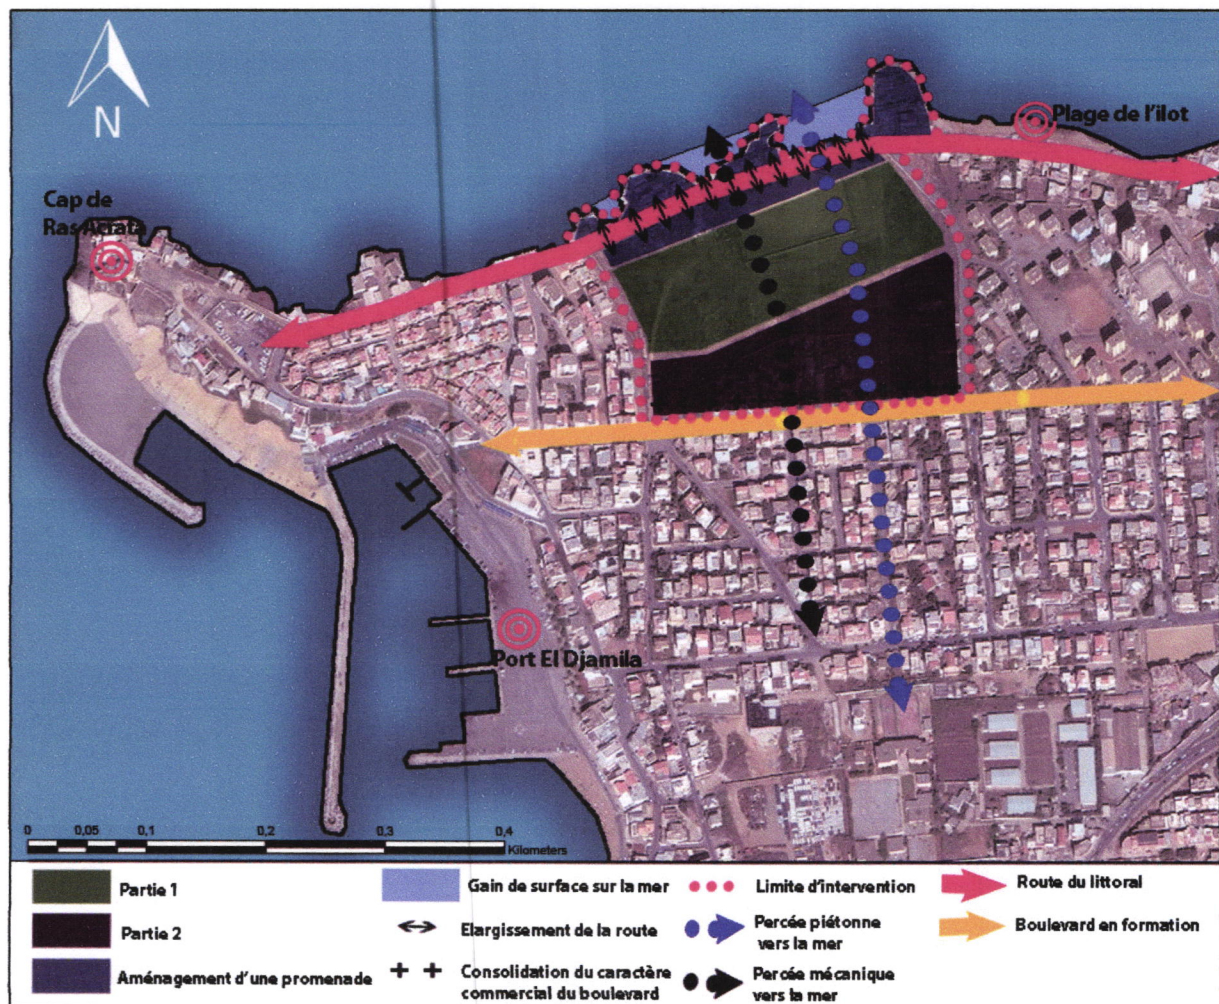 N
Plage de l'ilot
Cap de
Ras Acrata
Port El Djamila
0 0,05 0,1 0,2 0,3 0,4
Kilometers
Partie 1
Partie 2
Aménagement d'une promenade
Gain de surface sur la mer
Elargissement de la route
Consolidation du caractère
commercial du boulevard
Limite d'intervention
Percée piétonne
vers la mer
Percée mécanique
vers la mer
Route du littoral
Boulevard en formation